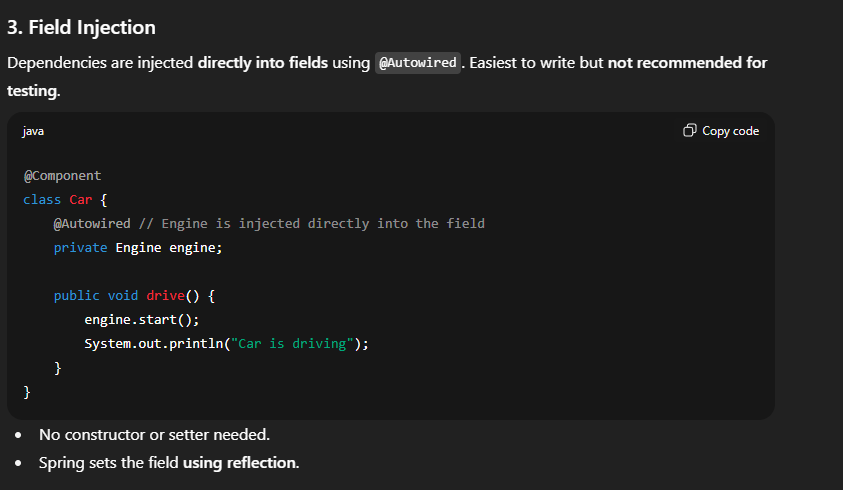 3. Field Injection
Dependencies are injected directly into fields using @Autowired. Easiest to write but not recommended for
testing.
java
Copy code
@Component
class Car {
    @Autowired // Engine is injected directly into the field
    private Engine engine;
    public void drive() {
        engine.start();
        System.out.println("Car is driving");
    }
}
• No constructor or setter needed.
• Spring sets the field using reflection.